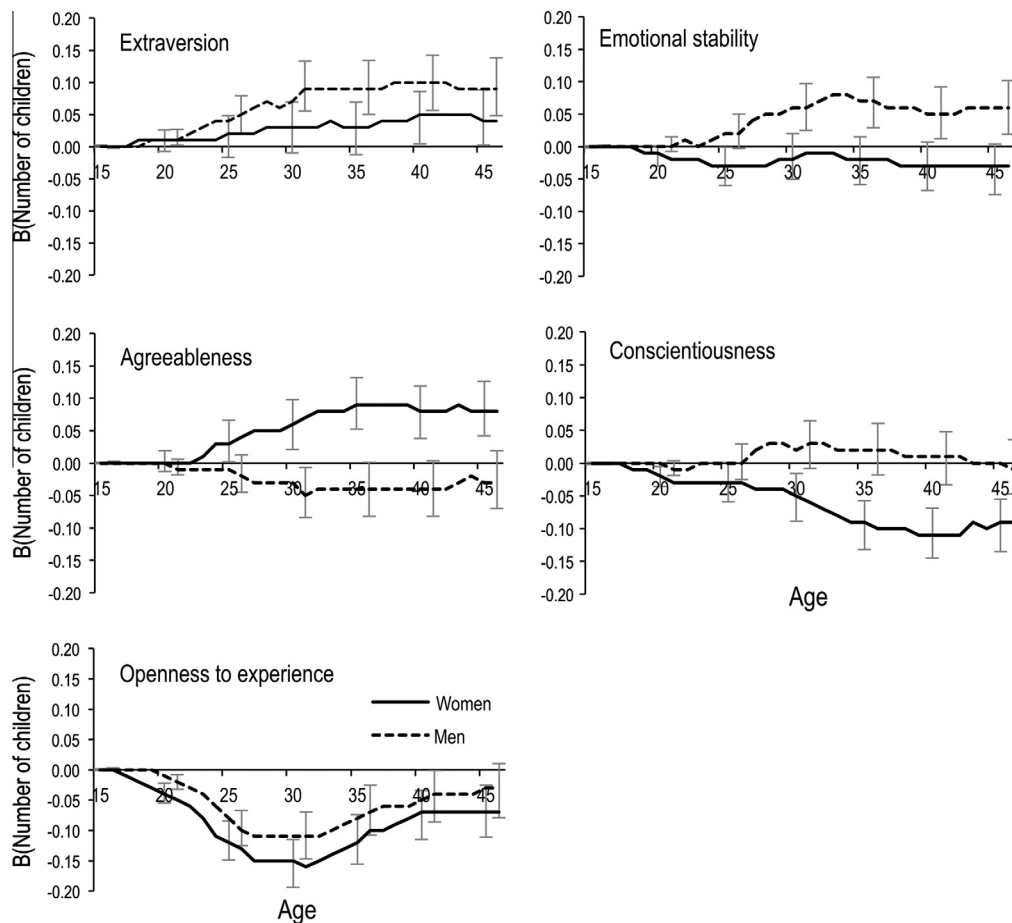 Extraversion
B(Number of children)
0.20
0.15
0.10
0.05
0.00
-0.05
-0.10
-0.15
-0.20
15 20 25 30 35 40 45
Emotional stability
0.20
0.15
0.10
0.05
0.00
-0.05
-0.10
-0.15
-0.20
15 20 25 30 35 40 45
Agreeableness
B(Number of children)
0.20
0.15
0.10
0.05
0.00
-0.05
-0.10
-0.15
-0.20
15 20 25 30 35 40 45
Conscientiousness
0.20
0.15
0.10
0.05
0.00
-0.05
-0.10
-0.15
-0.20
15 20 25 30 35 40 45
Age
Openness to experience
B(Number of children)
0.20
0.15
0.10
0.05
0.00
-0.05
-0.10
-0.15
-0.20
15 20 25 30 35 40 45
Women
Men
Age